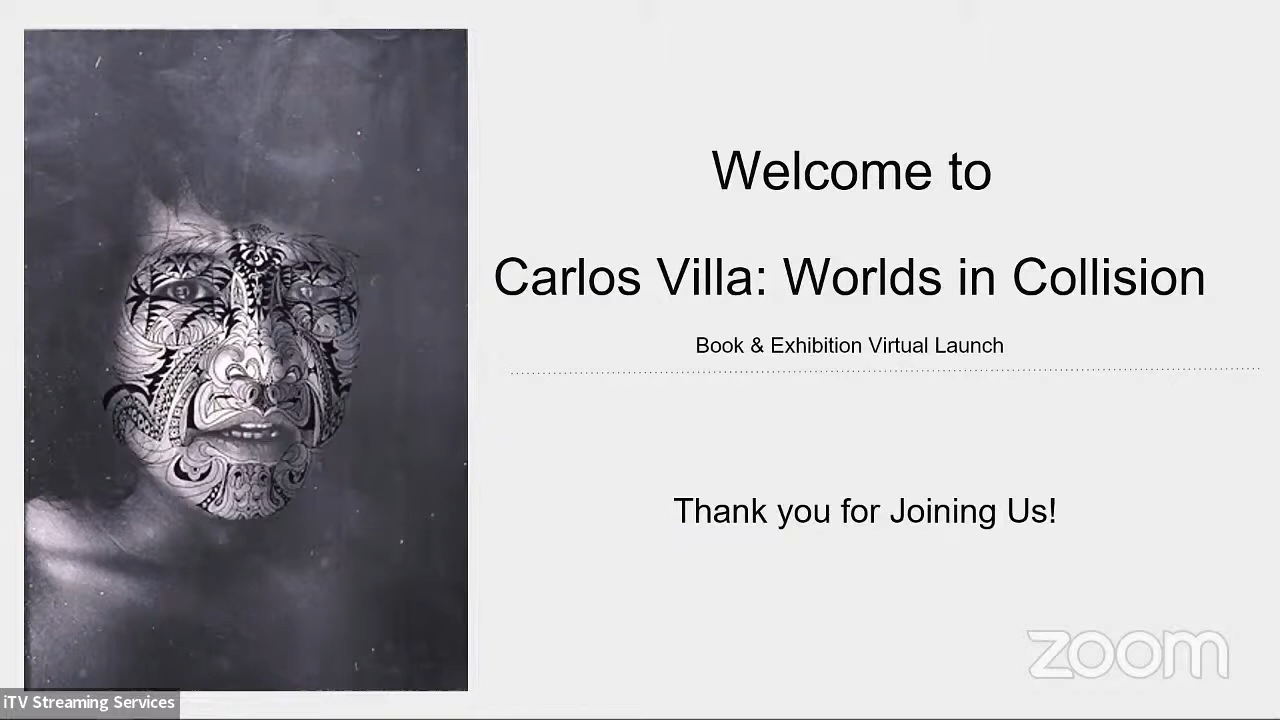 Welcome to
Carlos Villa: Worlds in Collision
Book & Exhibition Virtual Launch
Thank you for Joining Us!
zoom
iTV Streaming Services